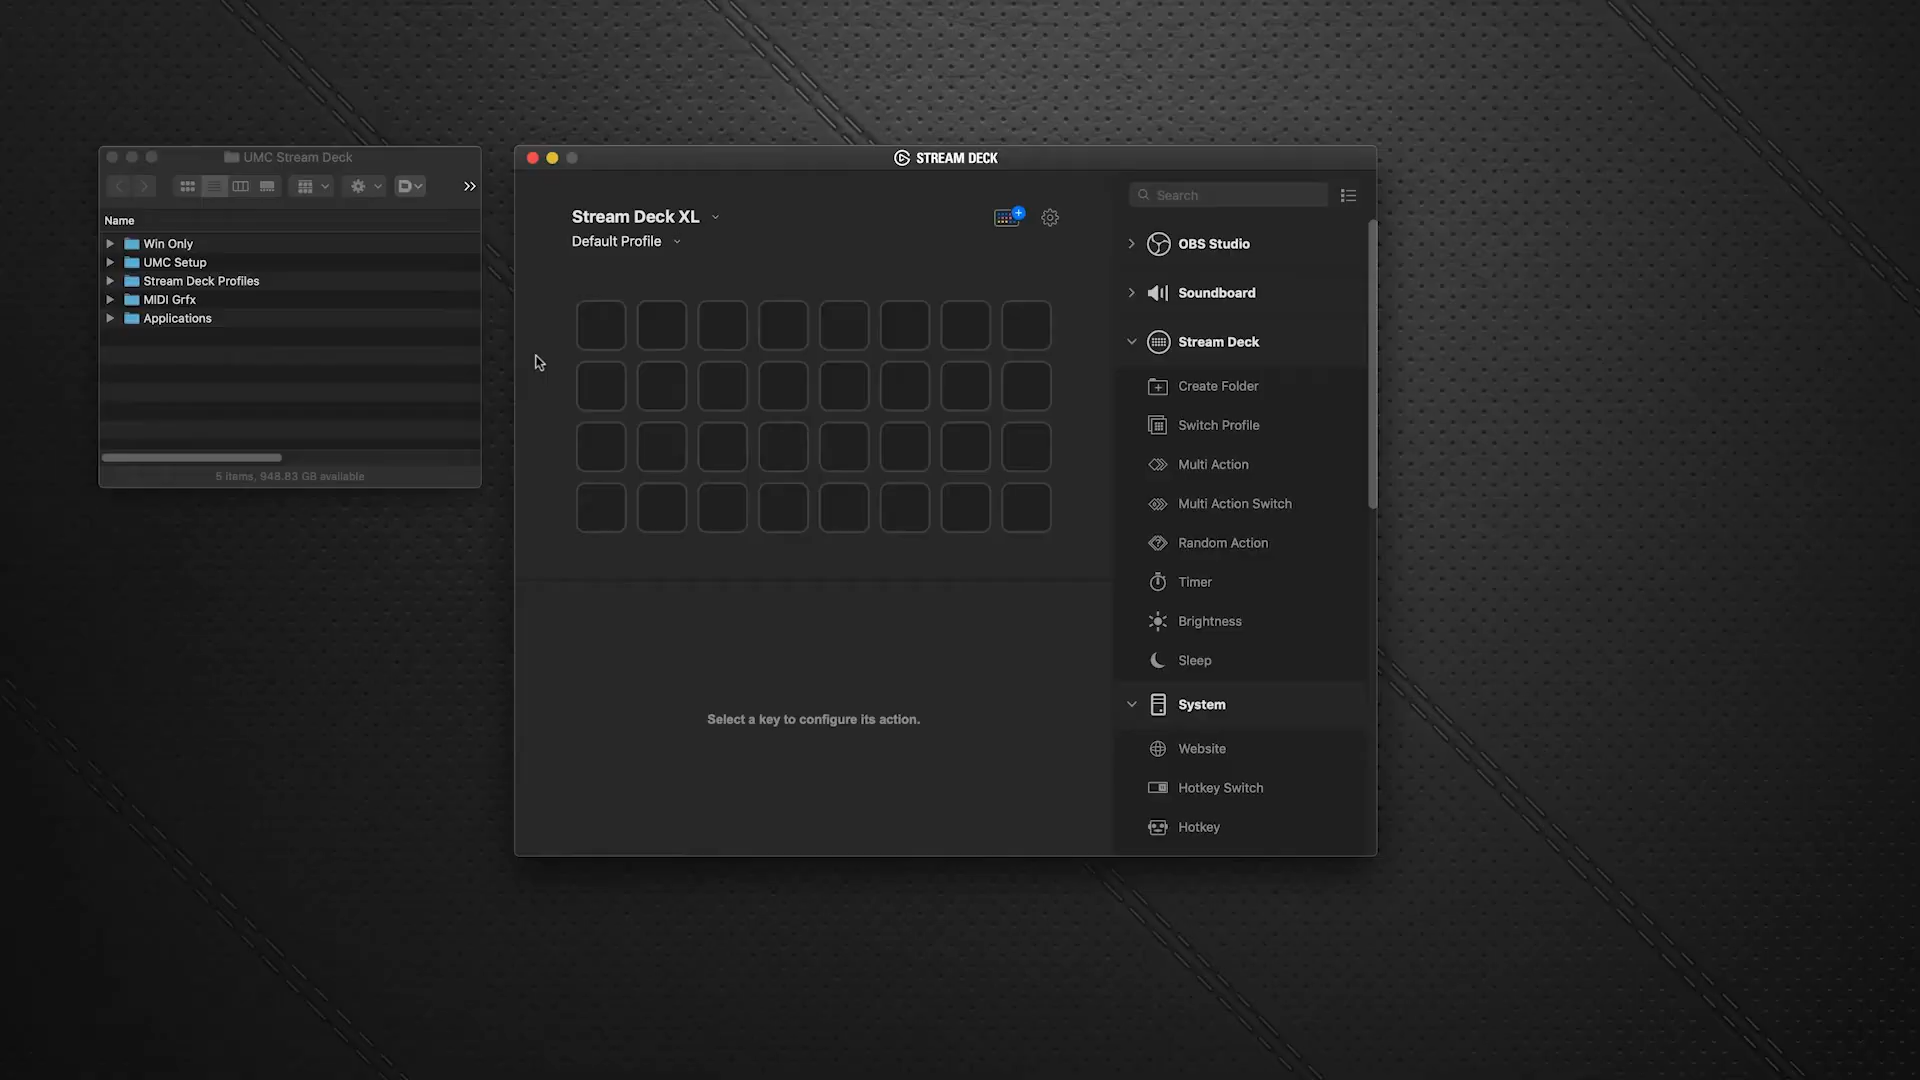 UMC Stream Deck
Name
Win Only
UMC Setup
Stream Deck Profiles
MIDI Grfx
Applications
5 items, 948.83 GB available
STREAM DECK
Stream Deck XL
Default Profile
Select a key to configure its action.
Search
OBS Studio
Soundboard
Stream Deck
Create Folder
Switch Profile
Multi Action
Multi Action Switch
Random Action
Timer
Brightness
Sleep
System
Website
Hotkey Switch
Hotkey